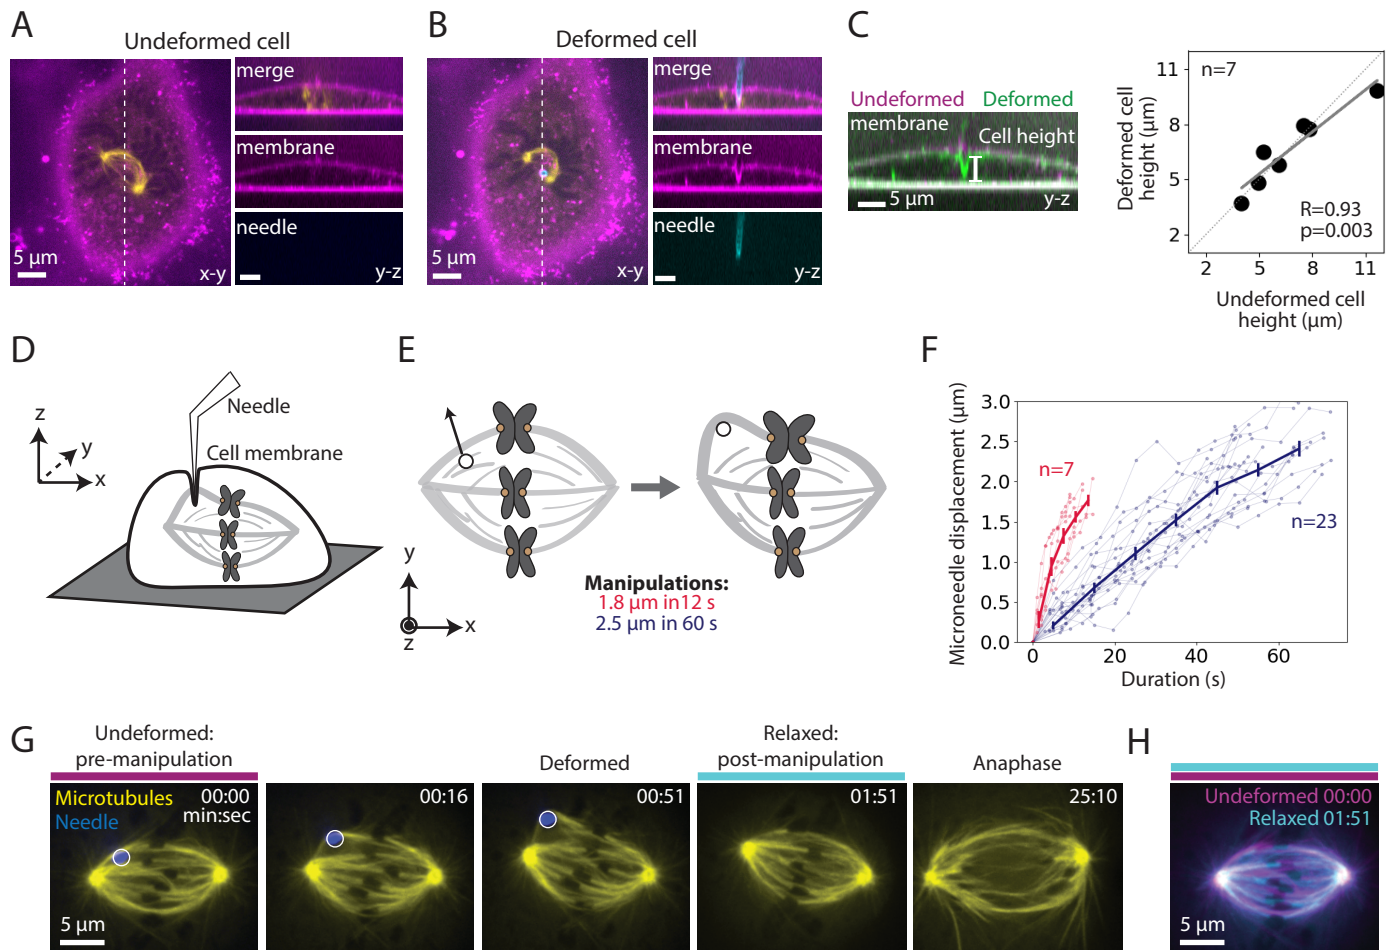 A
Undeformed cell
merge
membrane
needle
5 µm
x-y
y-z
B
Deformed cell
merge
membrane
needle
5 µm
x-y
y-z
C
Undeformed Deformed
membrane
Cell height
5 µm
y-z
n=7
11
8
5
2
Deformed cell
height (µm)
R=0.93
p=0.003
2 5 8 11
Undeformed cell
height (µm)
D
z
y
x
Needle
Cell membrane
E
y
z
x
Manipulations:
1.8 µm in12 s
2.5 µm in 60 s
F
Microneedle displacement (µm)
3.0
2.5
2.0
1.5
1.0
0.5
0.0
n=7
n=23
0 20 40 60
Duration (s)
G
Undeformed:
pre-manipulation
Deformed
Relaxed:
post-manipulation
Anaphase
Microtubules
Needle
00:00
min:sec
5 µm
00:16
00:51
01:51
25:10
H
Undeformed 00:00
Relaxed 01:51
5 µm